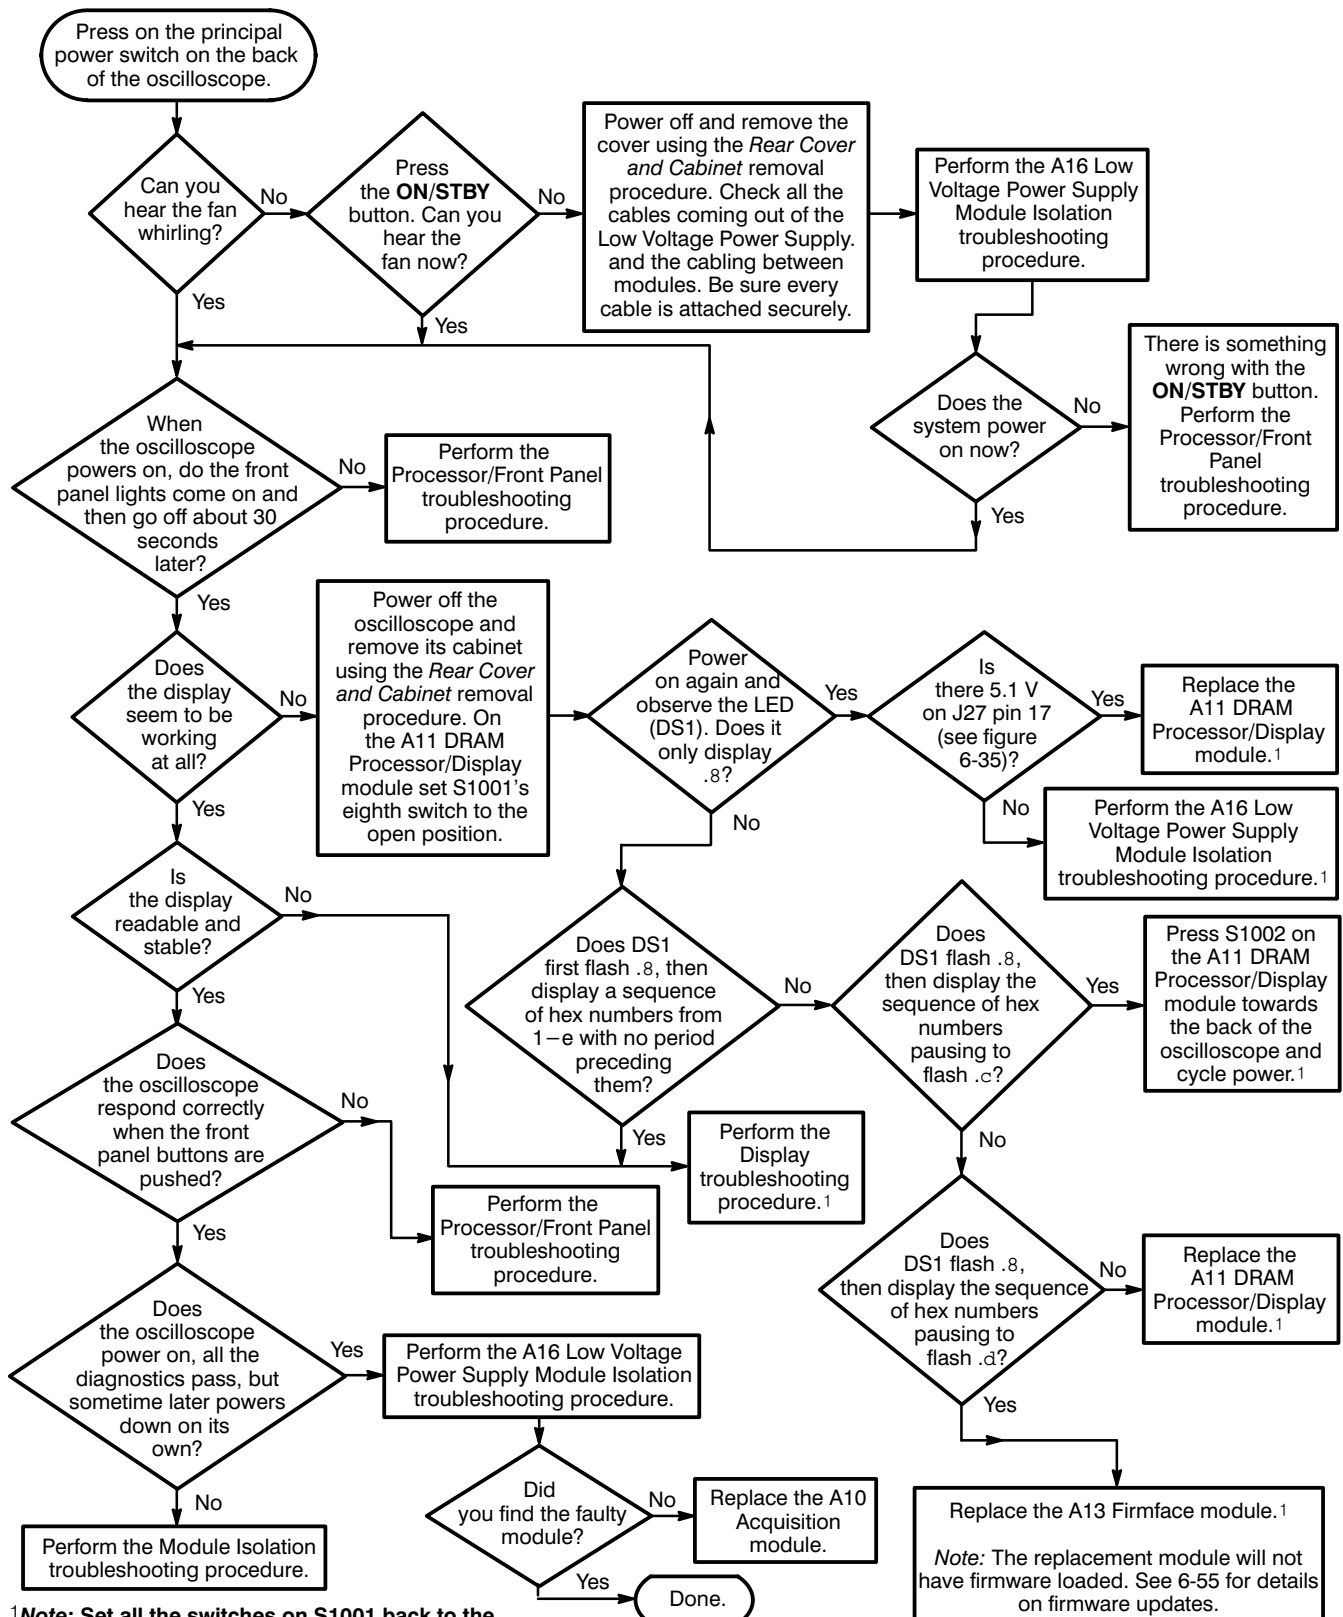 Press on the principal
power switch on the back
of the oscilloscope.
Can you
hear the fan
whirling?
No
Yes
Press
the ON/STBY
button. Can you
hear the
fan now?
No
Yes
Power off and remove the
cover using the Rear Cover
and Cabinet removal
procedure. Check all the
cables coming out of the
Low Voltage Power Supply.
and the cabling between
modules. Be sure every
cable is attached securely.
Perform the A16 Low
Voltage Power Supply
Module Isolation
troubleshooting
procedure.
Does the
system power
on now?
No
Yes
There is something
wrong with the
ON/STBY button.
Perform the
Processor/Front
Panel
troubleshooting
procedure.
When
the oscilloscope
powers on, do the front
panel lights come on and
then go off about 30
seconds
later?
No
Yes
Perform the
Processor/Front Panel
troubleshooting
procedure.
Does
the display
seem to be
working
at all?
No
Yes
Power off the
oscilloscope and
remove its cabinet
using the Rear Cover
and Cabinet removal
procedure. On
the A11 DRAM
Processor/Display
module set S1001's
eighth switch to the
open position.
Power
on again and
observe the LED
(DS1). Does it
only display
.8?
Yes
No
Is
there 5.1 V
on J27 pin 17
(see figure
6-35)?
Yes
No
Replace the
A11 DRAM
Processor/Display
module.1
Perform the A16 Low
Voltage Power Supply
Module Isolation
troubleshooting procedure.1
Is
the display
readable and
stable?
No
Yes
Does DS1
first flash .8, then
display a sequence
of hex numbers from
1–e with no period
preceding
them?
No
Yes
Does
DS1 flash .8,
then display the
sequence of hex
numbers
pausing to
flash .c?
Yes
No
Press S1002 on
the A11 DRAM
Processor/Display
module towards
the back of the
oscilloscope and
cycle power.1
Does
the oscilloscope
respond correctly
when the front
panel buttons are
pushed?
No
Yes
Perform the
Display
troubleshooting
procedure.1
Perform the
Processor/Front Panel
troubleshooting
procedure.
Does
DS1 flash .8,
then display the sequence
of hex numbers
pausing to
flash .d?
No
Yes
Replace the
A11 DRAM
Processor/Display
module.1
Does
the oscilloscope
power on, all the
diagnostics pass, but
sometime later powers
down on its
own?
Yes
No
Perform the A16 Low Voltage
Power Supply Module Isolation
troubleshooting procedure.
Did
you find the faulty
module?
No
Yes
Replace the A10
Acquisition
module.
Done.
Replace the A13 Firmface module.1
Note: The replacement module will not
have firmware loaded. See 6-55 for details
on firmware updates.
Perform the Module Isolation
troubleshooting procedure.
1Note: Set all the switches on S1001 back to the